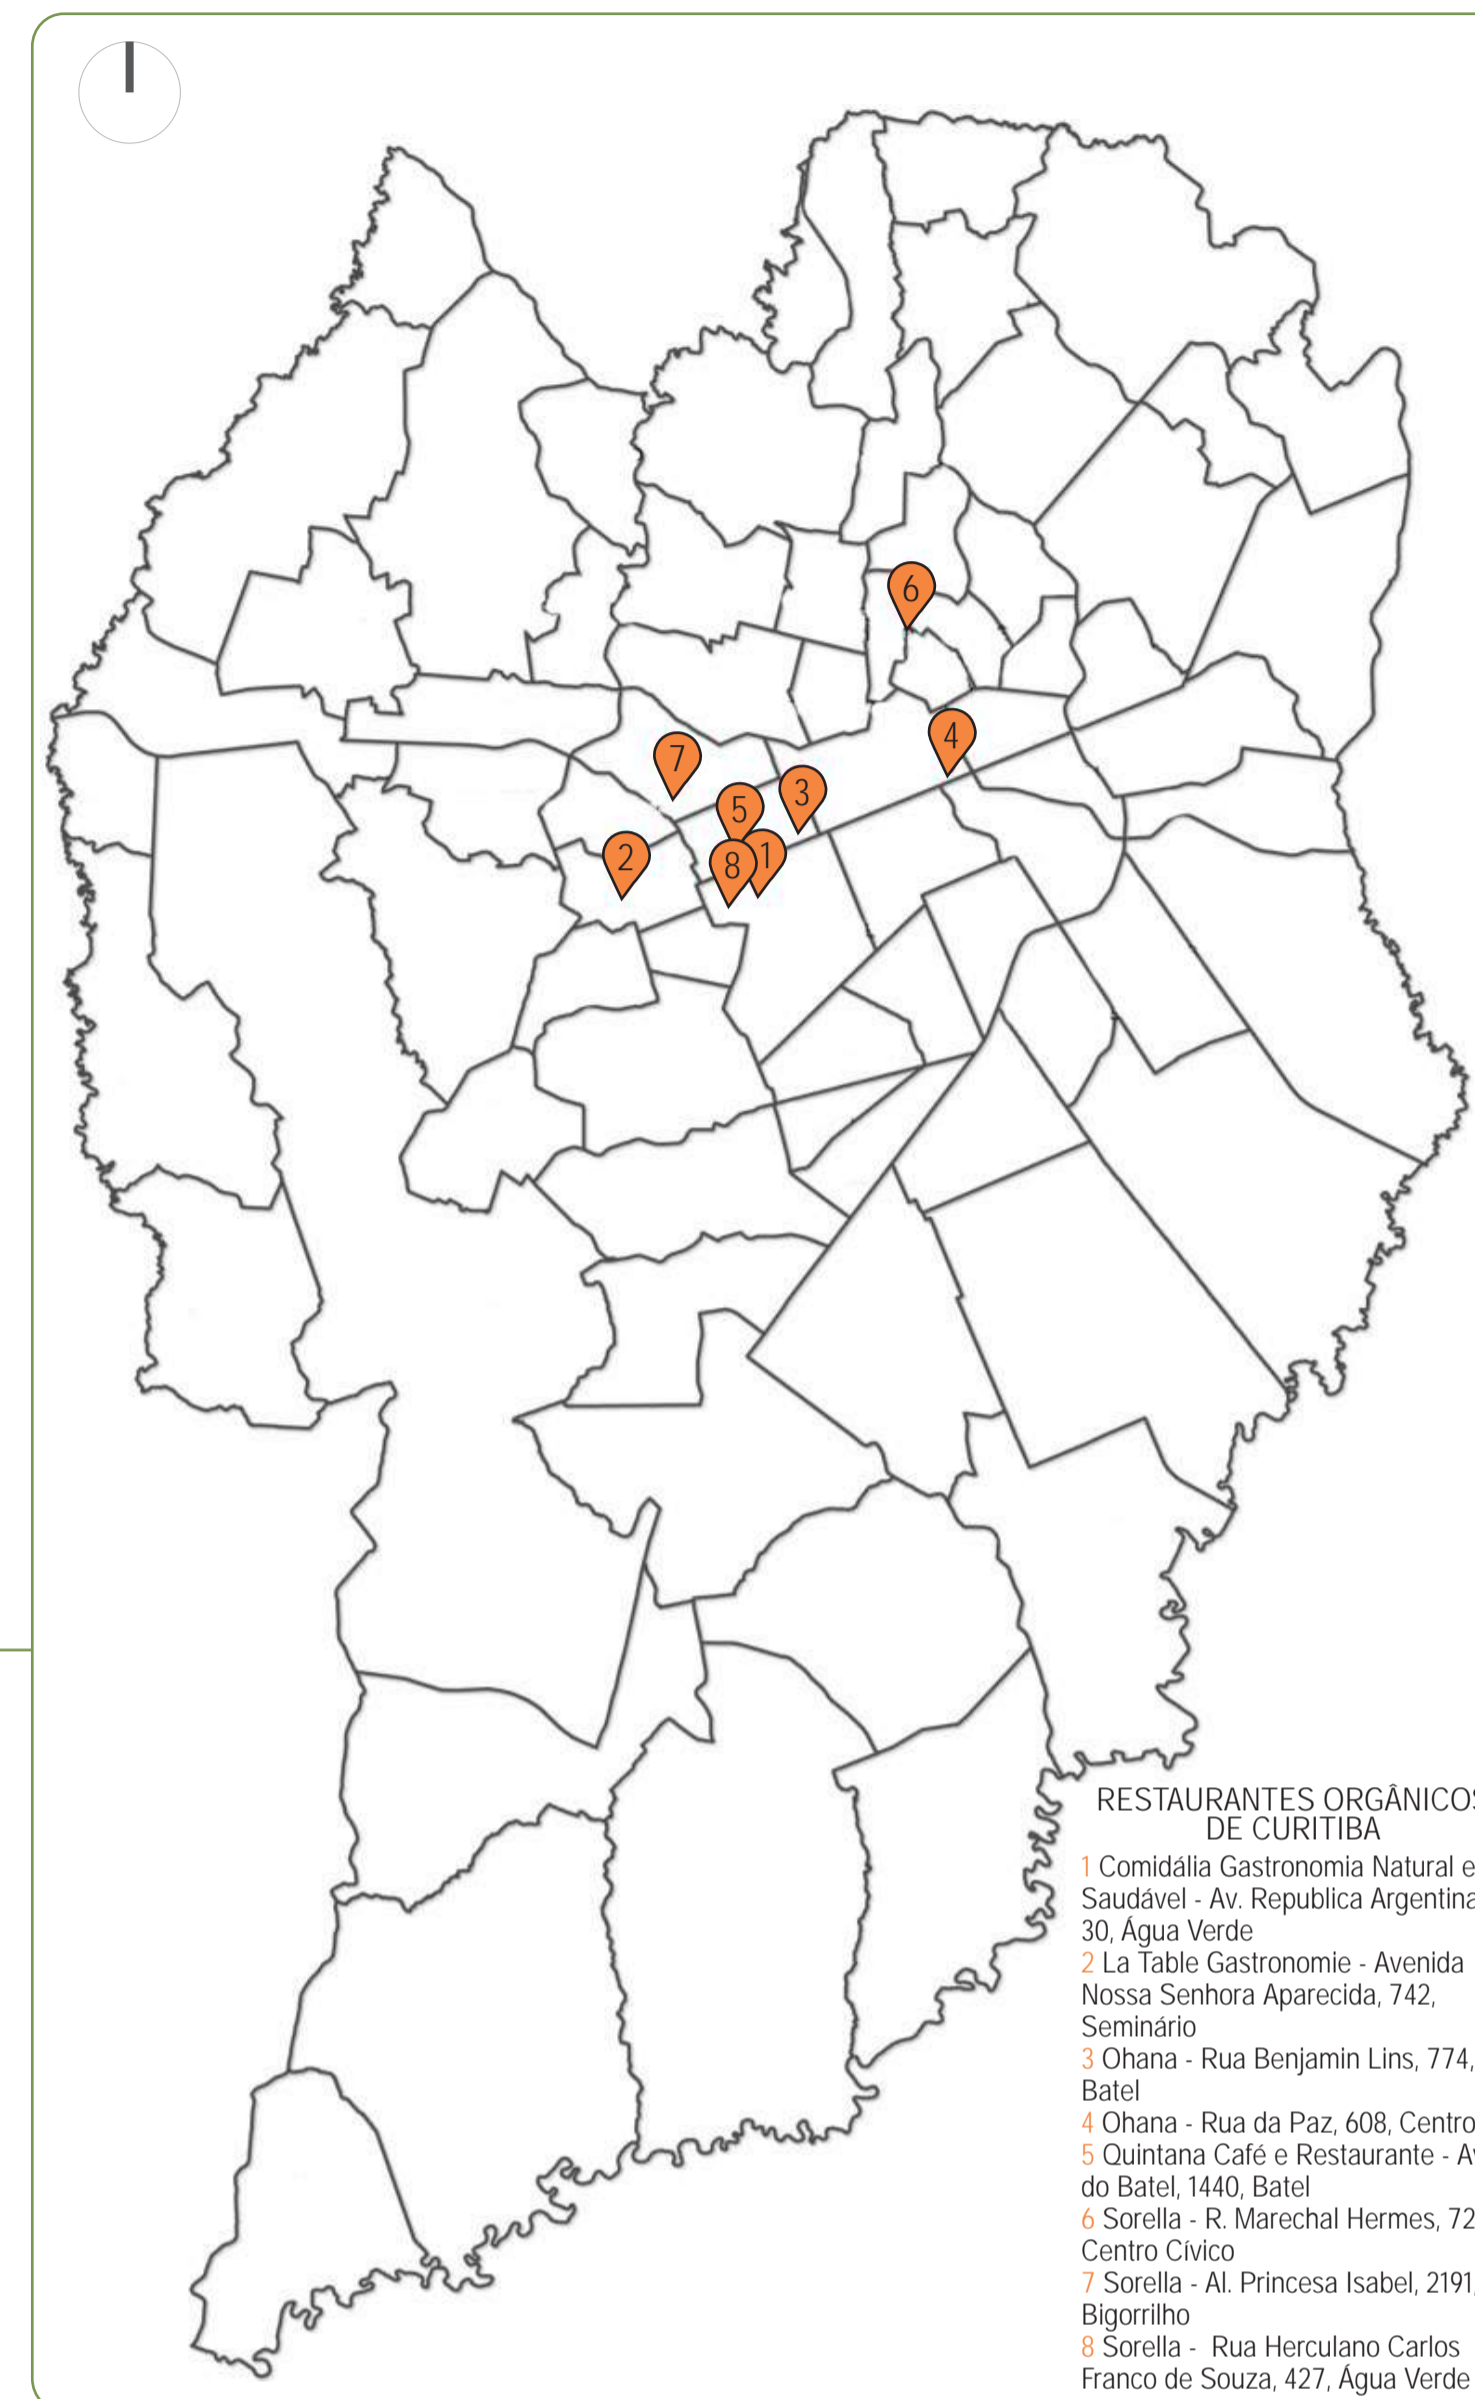 6
4
7
3
5
1
8
2
RESTAURANTES ORGÂNICOS
DE CURITIBA
1 Comidália Gastronomia Natural e
Saudável - Av. Republica Argentina
30, Água Verde
2 La Table Gastronomie - Avenida
Nossa Senhora Aparecida, 742,
Seminário
3 Ohana - Rua Benjamin Lins, 774,
Batel
4 Ohana - Rua da Paz, 608, Centro
5 Quintana Café e Restaurante -
do Batel, 1440, Batel
6 Sorella - R. Marechal Hermes, 72
Centro Cívico
7 Sorella - Al. Princesa Isabel, 2191,
Bigorrilho
8 Sorella - Rua Herculano Carlos
Franco de Souza, 427, Água Verde